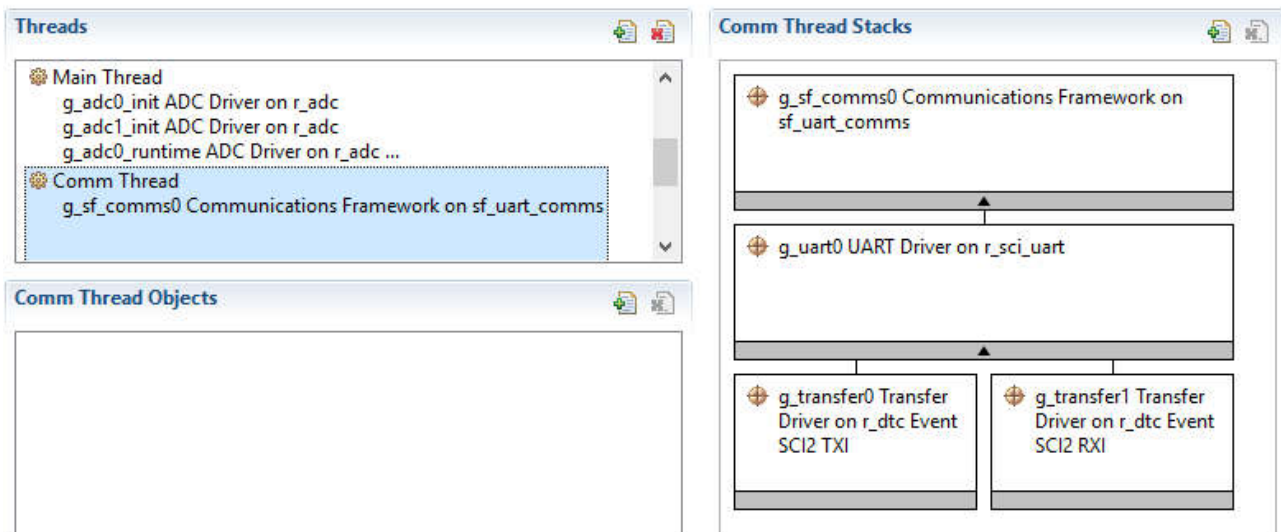 Threads
Main Thread
g_adc0_init ADC Driver on r_adc
g_adc1_init ADC Driver on r_adc
g_adc0_runtime ADC Driver on r_adc ...
Comm Thread
g_sf_comms0 Communications Framework on sf_uart_comms
Comm Thread Objects
Comm Thread Stacks
g_sf_comms0 Communications Framework on
sf_uart_comms
g_uart0 UART Driver on r_sci_uart
g_transfer0 Transfer
Driver on r_dtc Event
SCI2 TXI
g_transfer1 Transfer
Driver on r_dtc Event
SCI2 RXI